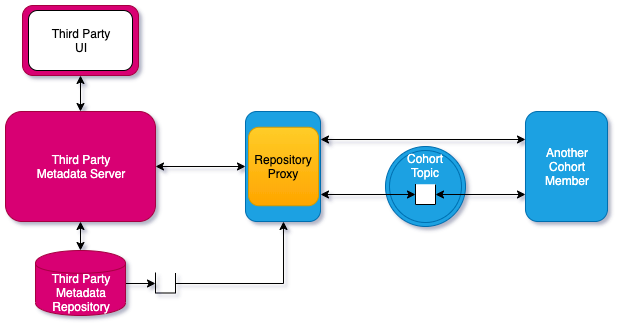 Third Party
UI
Third Party
Metadata Server
Repository
Proxy
Cohort
Topic
Another
Cohort
Member
Third Party
Metadata
Repository